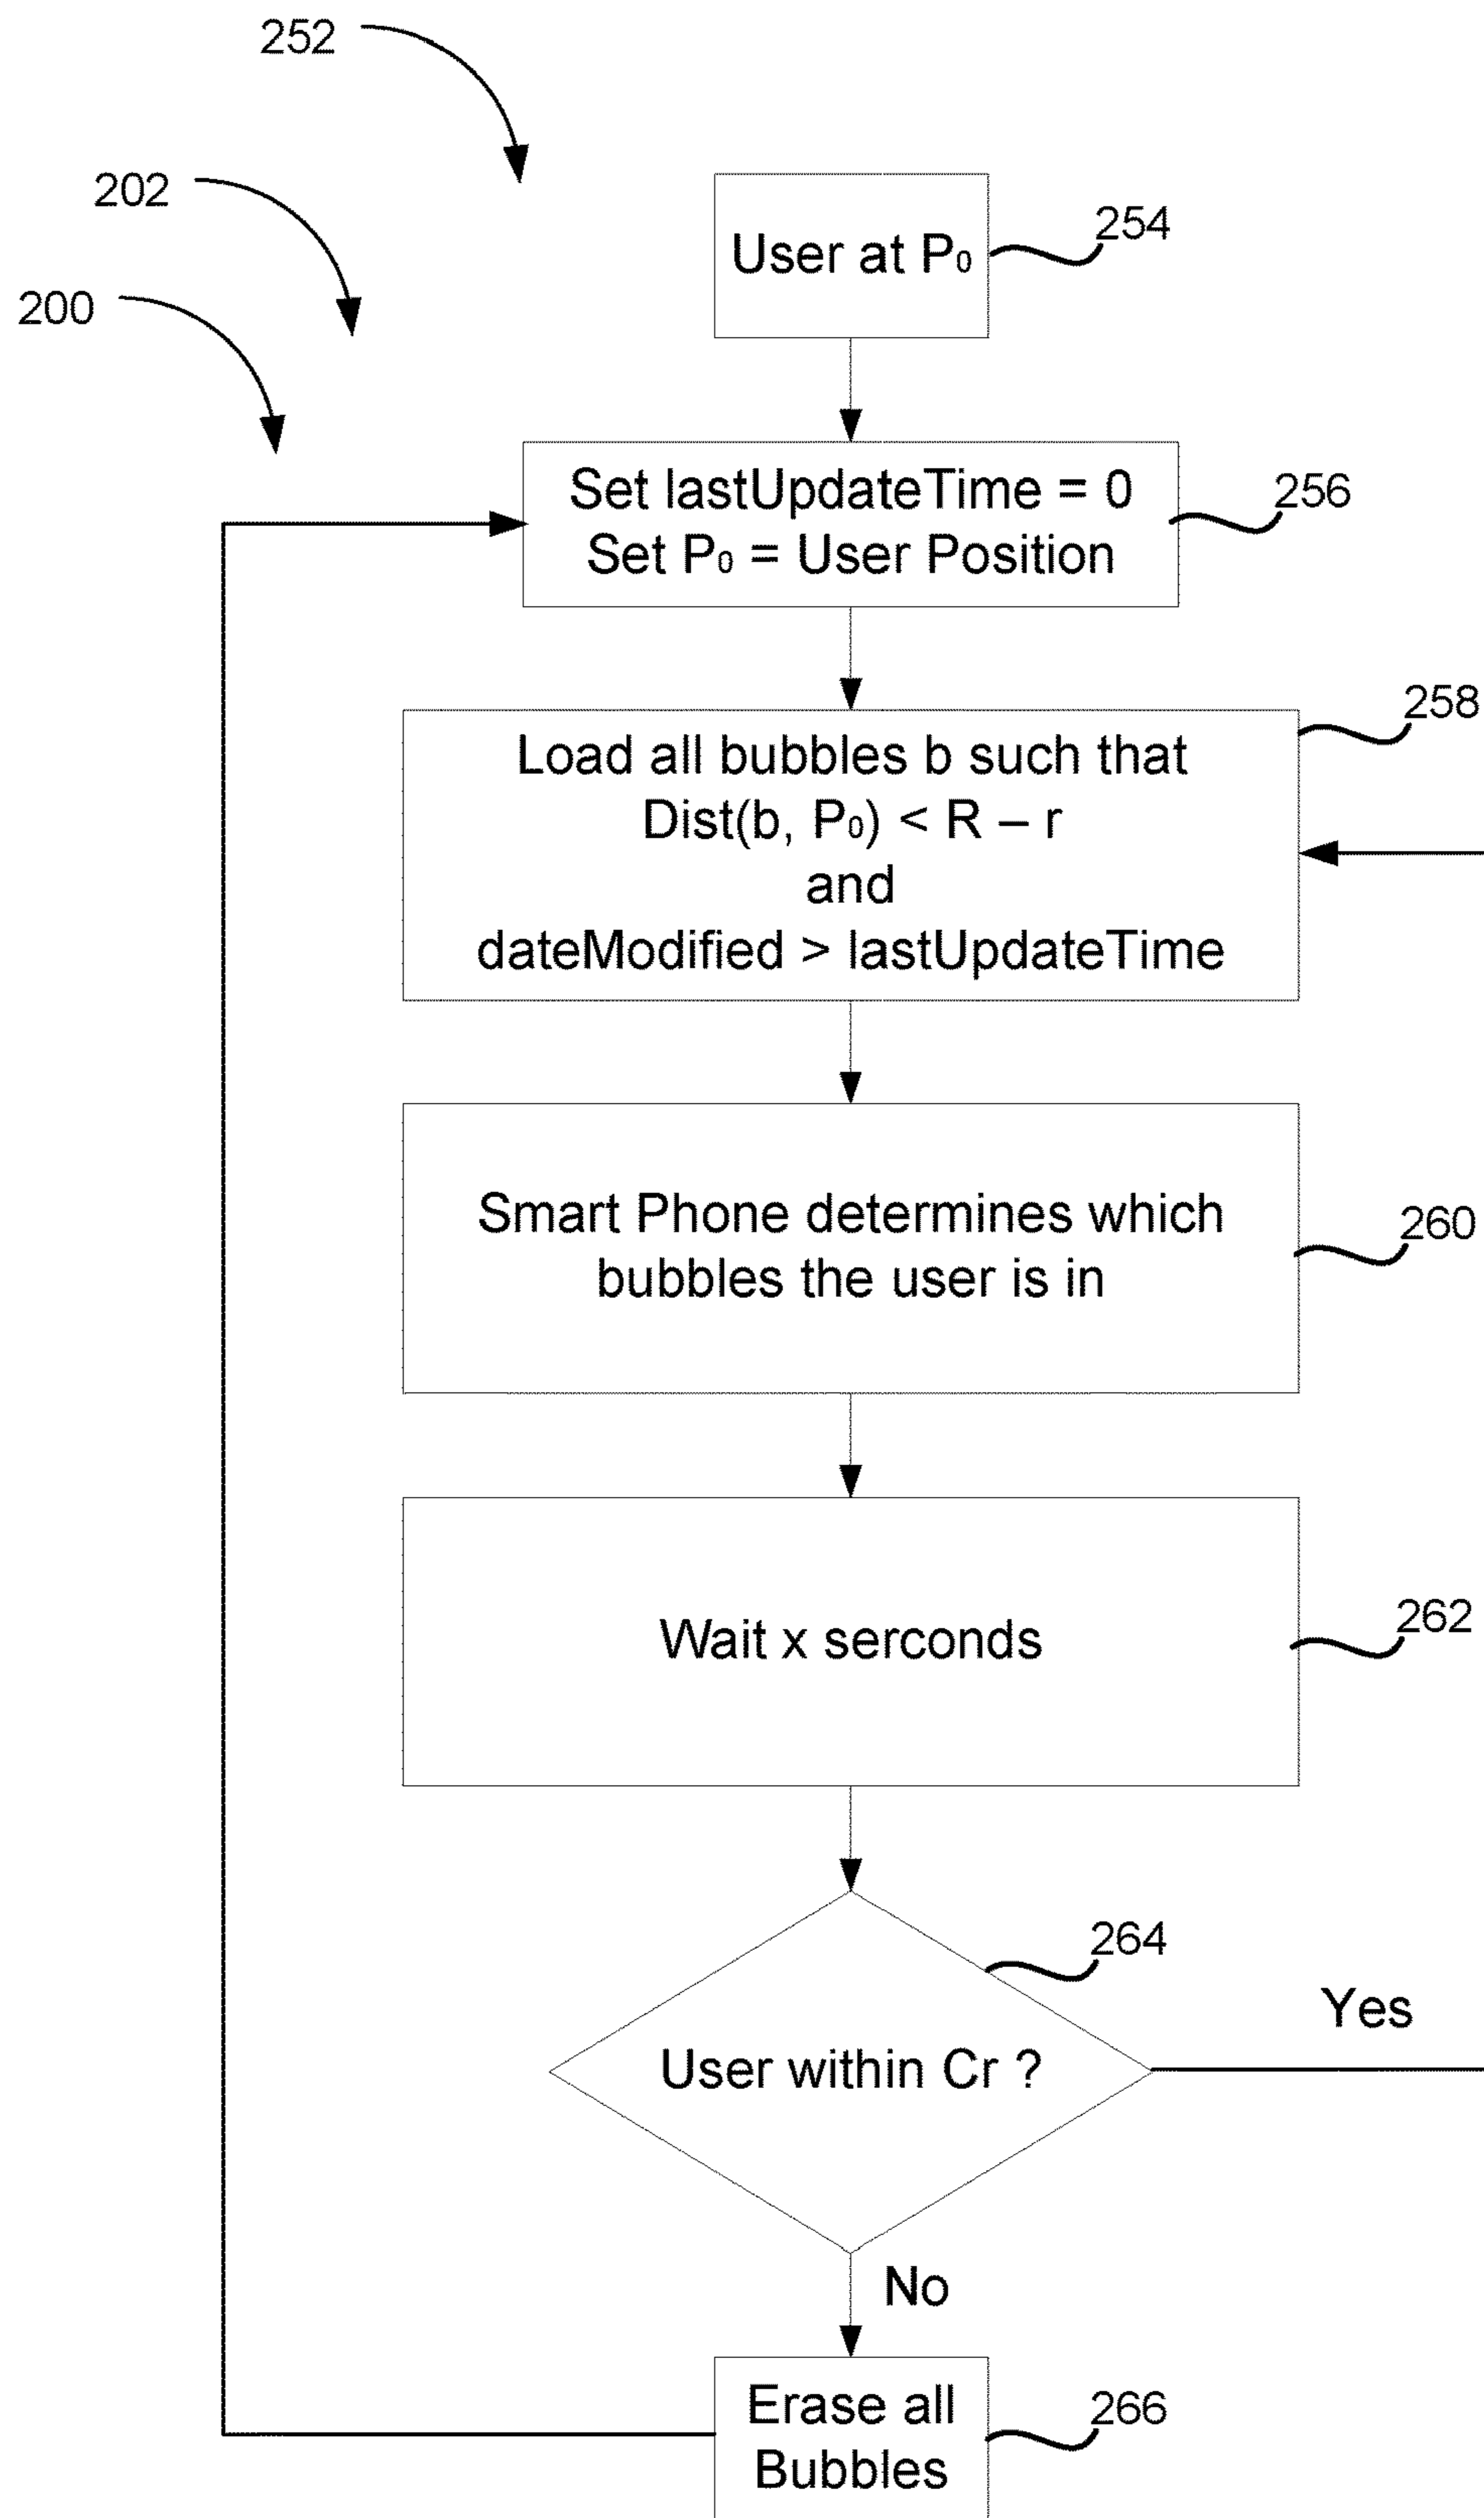 252
202
200
User at P₀
254
Set lastUpdateTime = 0
Set P₀ = User Position
256
258
Load all bubbles b such that
Dist(b, P₀) < R – r
and
dateModified > lastUpdateTime
Smart Phone determines which
bubbles the user is in
260
Wait x serconds
262
264
Yes
User within Cr ?
No
Erase all
Bubbles
266